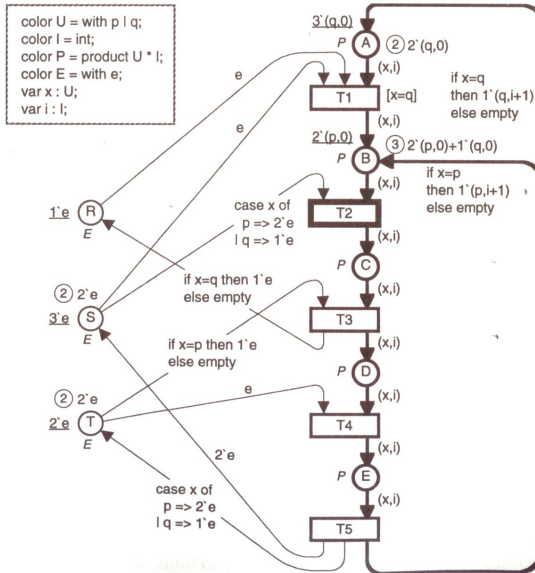 color U = with p | q;
color I = int;
color P = product U * I;
color E = with e;
var x : U;
var i : I;
3`(q,0)
P A 2 2`(q,0)
(x,i)
if x=q
then 1`(q,i+1)
else empty
e
T1 [x=q]
(x,i)
e
2`(p,0) 3 2`(p,0)+1`(q,0)
P B
if x=p
then 1`(p,i+1)
else empty
(x,i)
case x of
p => 2`e
| q => 1`e
R
1`e
E
T2
(x,i)
P C
if x=q then 1`e
else empty
(x,i)
2 2`e
S
3`e
E
T3
if x=p then 1`e
else empty
(x,i)
P D
2 2`e
T
2`e
E
e
(x,i)
T4
(x,i)
2`e
P E
case x of
p => 2`e
| q => 1`e
(x,i)
T5